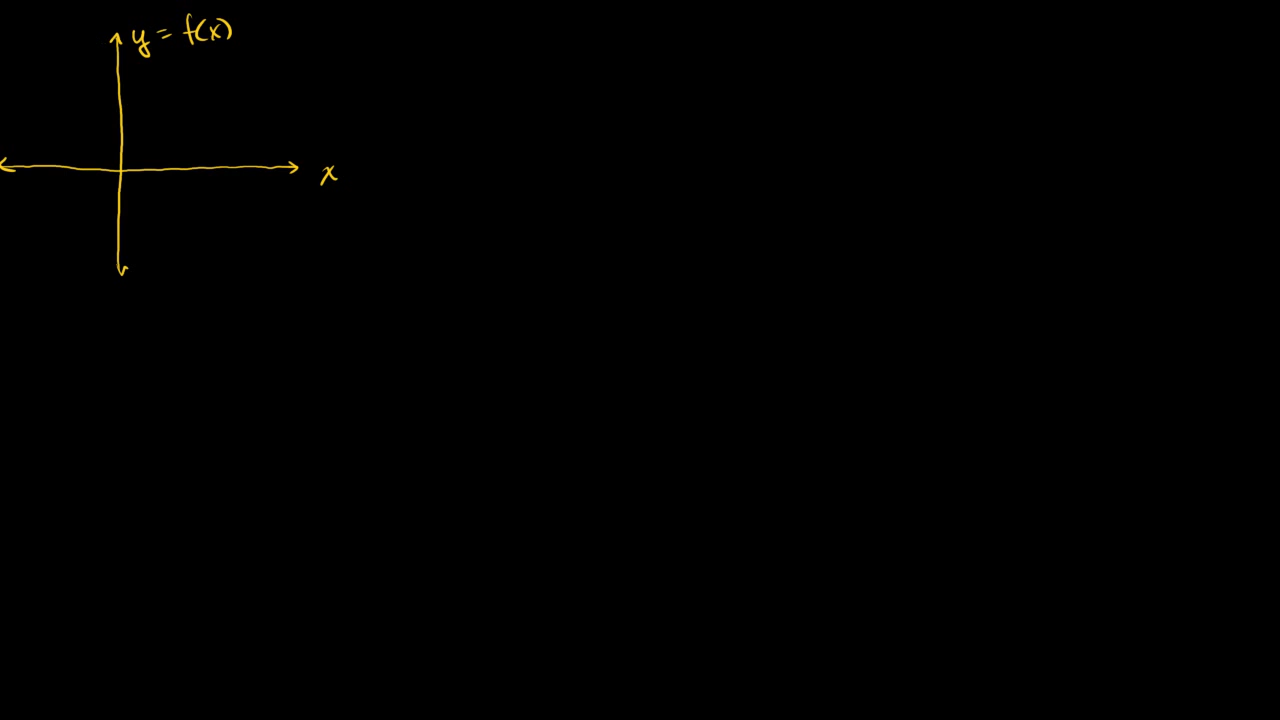 y = f(x)
x